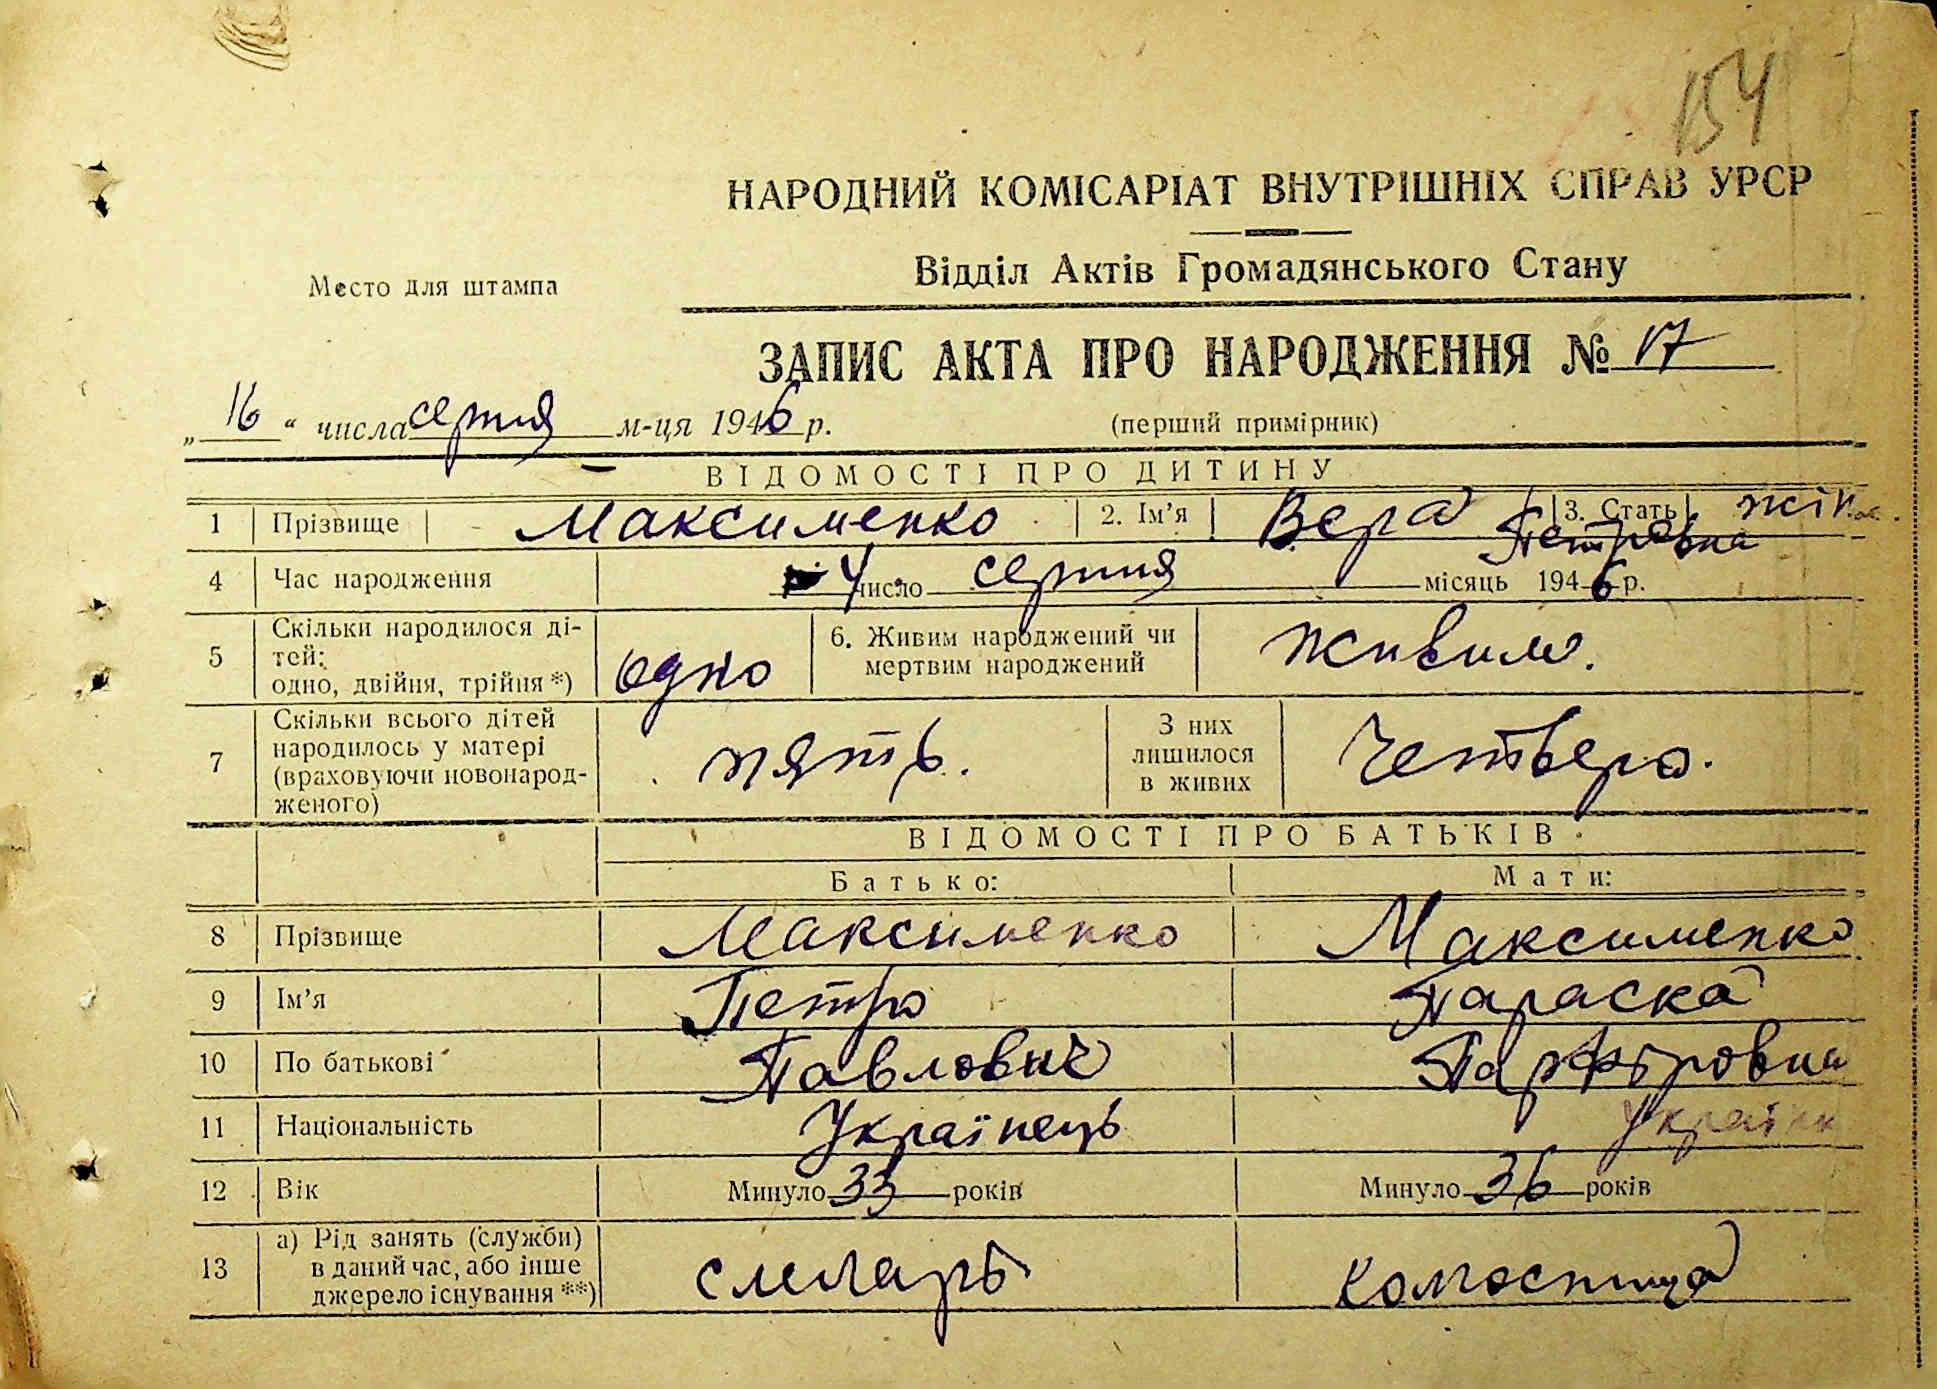 154
НАРОДНИЙ КОМІСАРІАТ ВНУТРІШНІХ СПРАВ УРСР
Відділ Актів Громадянського Стану
Место для штампа
ЗАПИС АКТА ПРО НАРОДЖЕННЯ № 17
„ 16 “ числа серпня м-ця 1946 р.
(перший примірник)
ВІДОМОСТІ ПРО ДИТИНУ
1 Прізвище Максименко 2. Ім’я Вера Петровна 3. Стать жін.
4 Час народження 4 число серпня місяць 1946 р.
5 Скільки народилося ді-
тей:
одно, двійня, трійня *) одно
6. Живим народжений чи
мертвим народжений живим.
7 Скільки всього дітей
народилось у матері
(враховуючи новонарод-
женого) пять.
З них
лишилося
в живих Четверо.
ВІДОМОСТІ ПРО БАТЬКІВ
Батько: Мати:
8 Прізвище Максименко Максименко
9 Ім’я Петро Параска
10 По батькові Павлович
11 Національність Українець Українк
12 Вік Минуло 33 років Минуло 36 років
13 а) Рід занять (служби)
в даний час, або інше
джерело існування **)